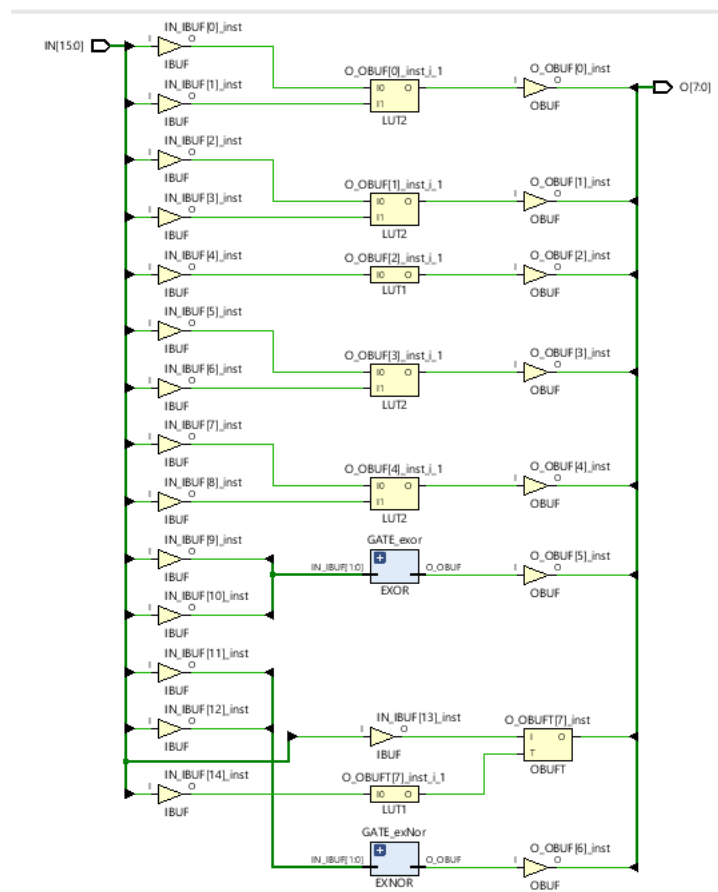 IN[15:0]
IN_IBUF[0]_inst
I O
IBUF
IN_IBUF[1]_inst
I O
IBUF
O_OBUF[0]_inst_i_1
I0 O
I1
LUT2
O_OBUF[0]_inst
I O
OBUF
O[7:0]
IN_IBUF[2]_inst
I O
IBUF
IN_IBUF[3]_inst
I O
IBUF
O_OBUF[1]_inst_i_1
I0 O
I1
LUT2
O_OBUF[1]_inst
I O
OBUF
IN_IBUF[4]_inst
I O
IBUF
O_OBUF[2]_inst_i_1
I0 O
LUT1
O_OBUF[2]_inst
I O
OBUF
IN_IBUF[5]_inst
I O
IBUF
IN_IBUF[6]_inst
I O
IBUF
O_OBUF[3]_inst_i_1
I0 O
I1
LUT2
O_OBUF[3]_inst
I O
OBUF
IN_IBUF[7]_inst
I O
IBUF
IN_IBUF[8]_inst
I O
IBUF
O_OBUF[4]_inst_i_1
I0 O
I1
LUT2
O_OBUF[4]_inst
I O
OBUF
IN_IBUF[9]_inst
I O
IBUF
IN_IBUF[10]_inst
I O
IBUF
GATE_exor
IN_IBUF[1:0] O_OBUF
EXOR
O_OBUF[5]_inst
I O
OBUF
IN_IBUF[11]_inst
I O
IBUF
IN_IBUF[12]_inst
I O
IBUF
IN_IBUF[13]_inst
I O
IBUF
O_OBUFT[7]_inst
I O
T
OBUFT
IN_IBUF[14]_inst
I O
IBUF
O_OBUFT[7]_inst_i_1
I0 O
LUT1
GATE_exNor
IN_IBUF[1:0] O_OBUF
EXNOR
O_OBUF[6]_inst
I O
OBUF